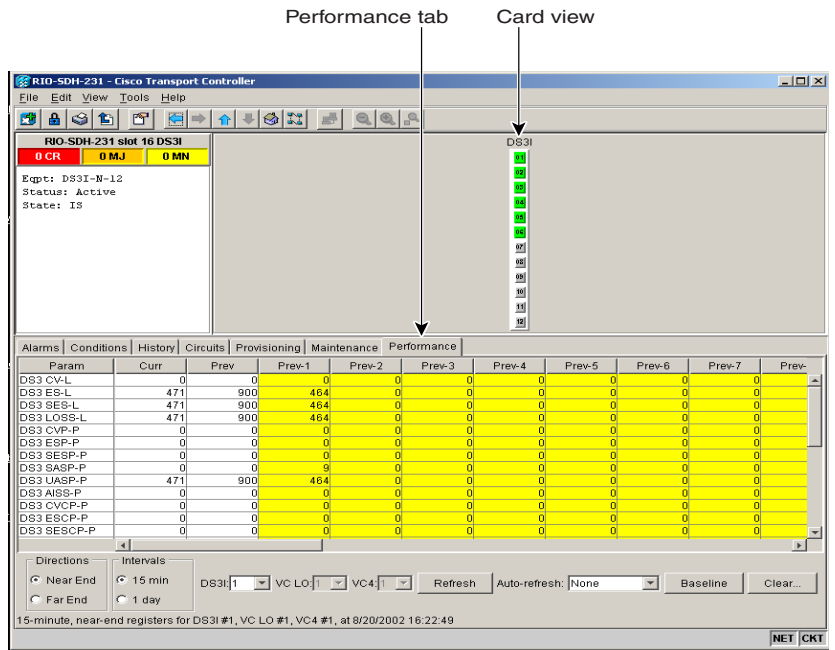 Performance tab Card view
RIO-SDH-231 - Cisco Transport Controller
File Edit View Tools Help
RIO-SDH-231 slot 16 DS3I
0 CR 0 MJ 0 MN
Eqpt: DS3I-N-12
Status: Active
State: IS
DS3I
01
02
03
04
05
06
07
08
09
10
11
12
Alarms Conditions History Circuits Provisioning Maintenance Performance
Param Curr Prev Prev-1 Prev-2 Prev-3 Prev-4 Prev-5 Prev-6 Prev-7 Prev-
DS3 CV-L 0 0 0 0 0 0 0 0 0
DS3 ES-L 471 900 464 0 0 0 0 0 0
DS3 SES-L 471 900 464 0 0 0 0 0 0
DS3 LOSS-L 471 900 464 0 0 0 0 0 0
DS3 CVP-P 0 0 0 0 0 0 0 0 0
DS3 ESP-P 0 0 0 0 0 0 0 0 0
DS3 SESP-P 0 0 0 0 0 0 0 0 0
DS3 SASP-P 0 0 9 0 0 0 0 0 0
DS3 UASP-P 471 900 464 0 0 0 0 0 0
DS3 AISS-P 0 0 0 0 0 0 0 0 0
DS3 CVCP-P 0 0 0 0 0 0 0 0 0
DS3 ESCP-P 0 0 0 0 0 0 0 0 0
DS3 SESCP-P 0 0 0 0 0 0 0 0 0
Directions Intervals
Near End 15 min DS3I: 1 VC LO: 1 VC4: 1 Refresh Auto-refresh: None Baseline Clear...
Far End 1 day
15-minute, near-end registers for DS3I #1, VC LO #1, VC4 #1, at 8/20/2002 16:22:49
NET CKT